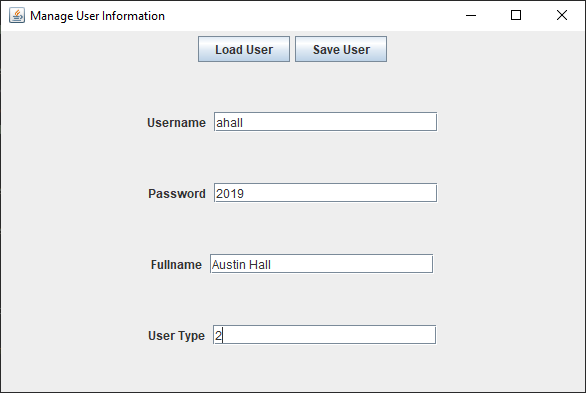 Manage User Information
Load User Save User
Username ahall
Password 2019
Fullname Austin Hall
User Type 2